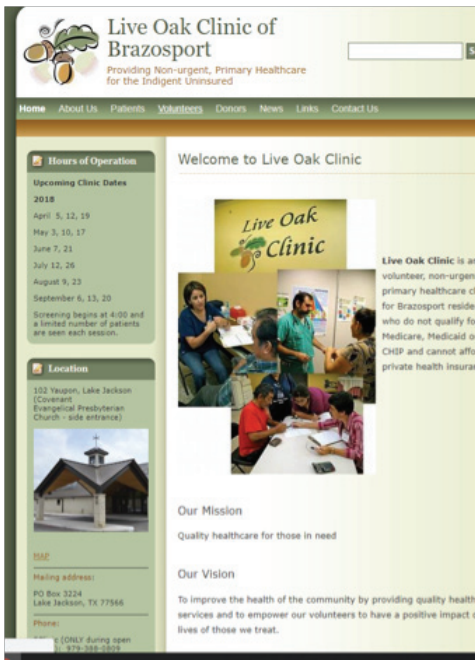 Live Oak Clinic of
Brazosport
Providing Non-urgent, Primary Healthcare
for the Indigent Uninsured
Home About Us Patients Volunteers Donors News Links Contact Us
Hours of Operation
Upcoming Clinic Dates
2018
April 5, 12, 19
May 3, 10, 17
June 7, 21
July 12, 26
August 9, 23
September 6, 13, 20
Screening begins at 4:00 and
a limited number of patients
are seen each session.
Location
102 Yaupon, Lake Jackson
(Covenant
Evangelical Presbyterian
Church - side entrance)
MAP
Mailing address:
PO Box 3224
Lake Jackson, TX 77566
Phone:
(ONLY during open
979-388-0809
Welcome to Live Oak Clinic
Live Oak
Clinic
Live Oak Clinic is
volunteer, non-urgen
primary healthcare
for Brazosport
who do not qualify
Medicare, Medicaid
CHIP and cannot
private health
Our Mission
Quality healthcare for those in need
Our Vision
To improve the health of the community by providing quality
services and to empower our volunteers to have a positive impact
lives of those we treat.